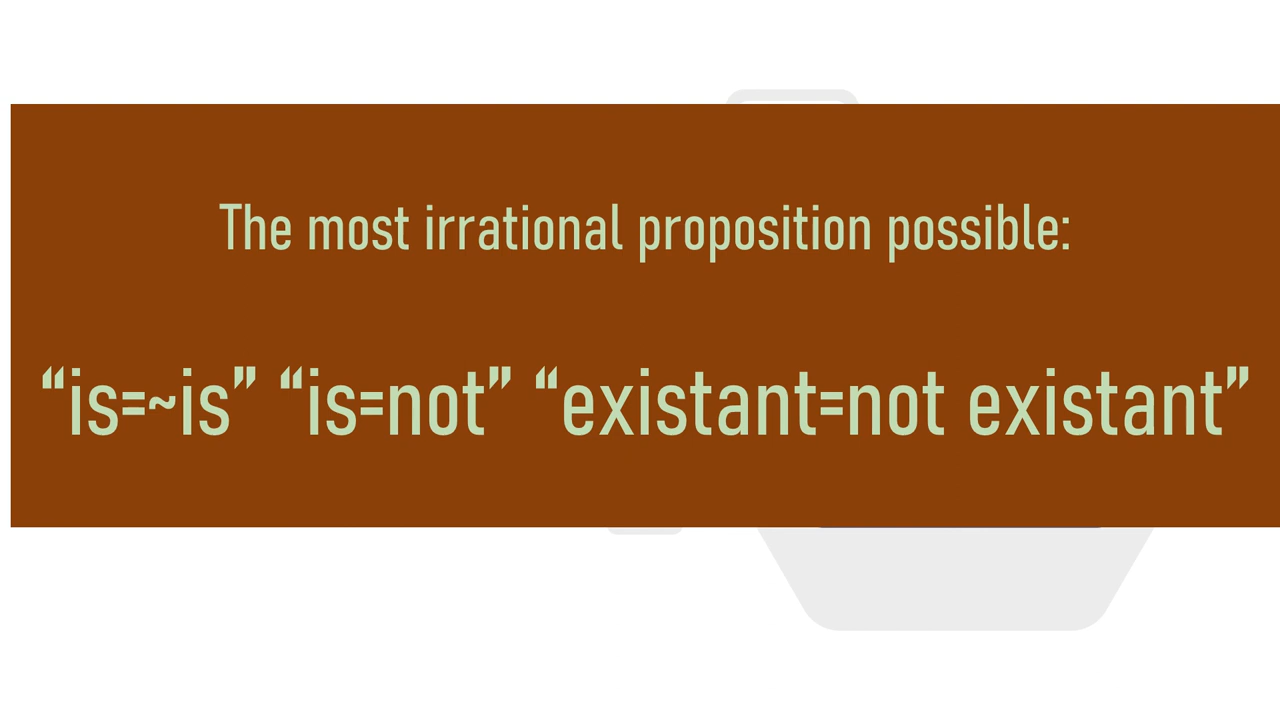 The most irrational proposition possible:
“is=~is” “is=not” “existant=not existant”